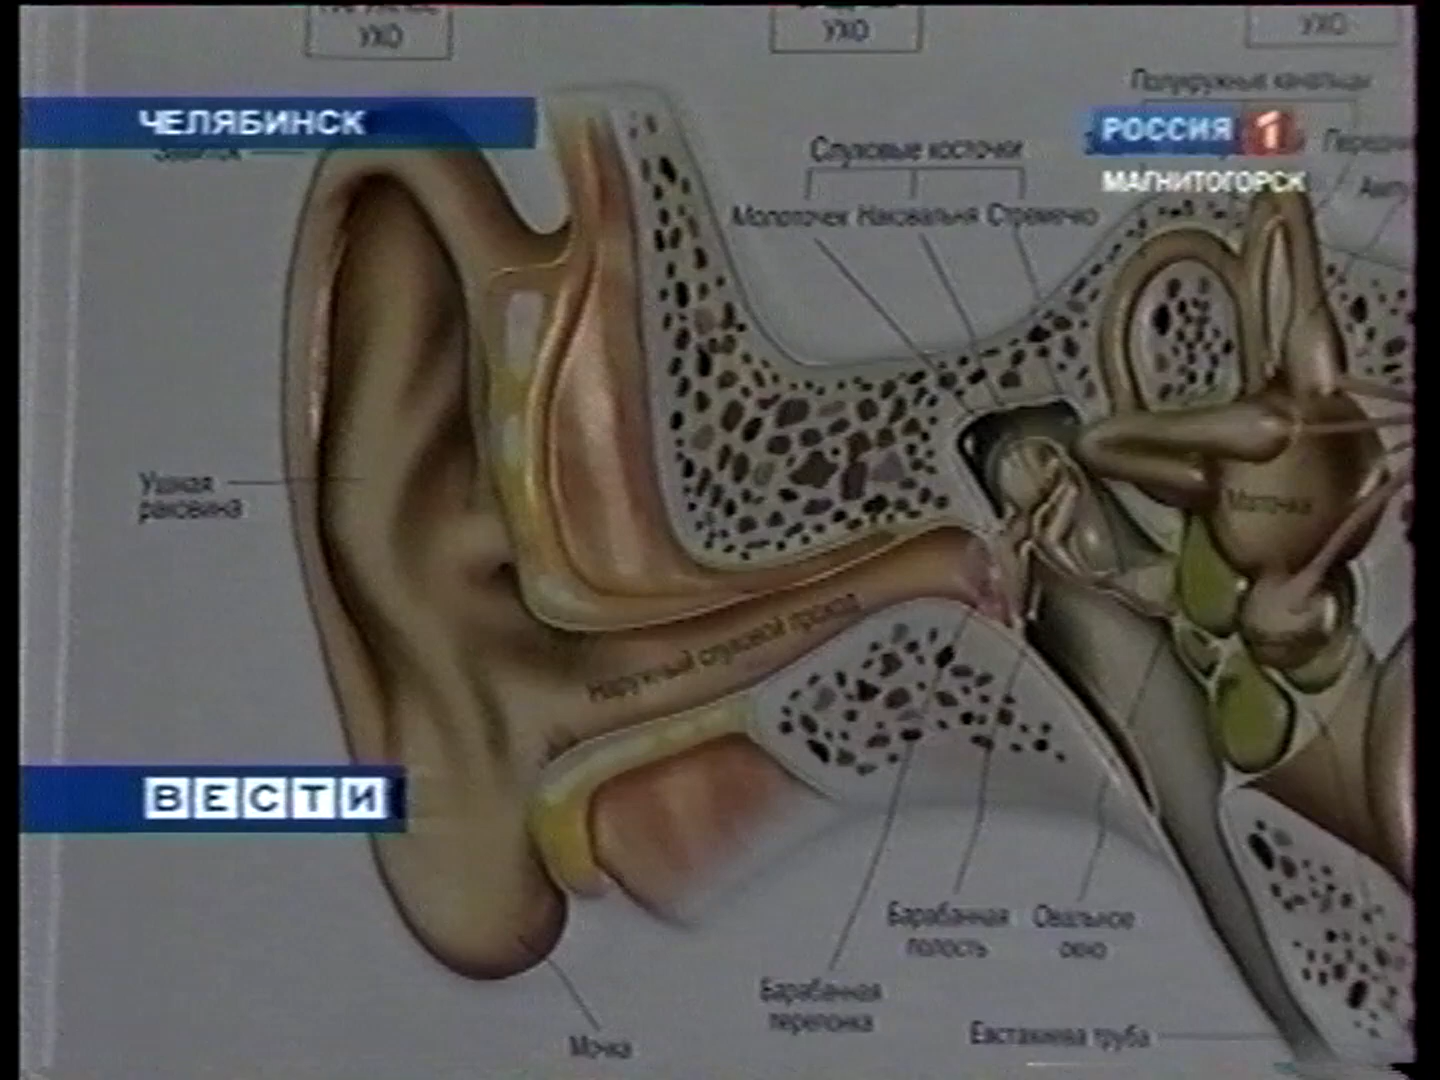 УХО
УХО
УХО
Полукружные канальцы
ЧЕЛЯБИНСК
РОССИЯ 1
МАГНИТОГОРСК
Слуховые косточки
Молоточек Наковальня Стремечко
Ушная
раковина
Маточка
Наружный слуховой проход
ВЕСТИ
Барабанная
полость
Овальное
окно
Барабанная
перепонка
Евстахиева труба
Мочка